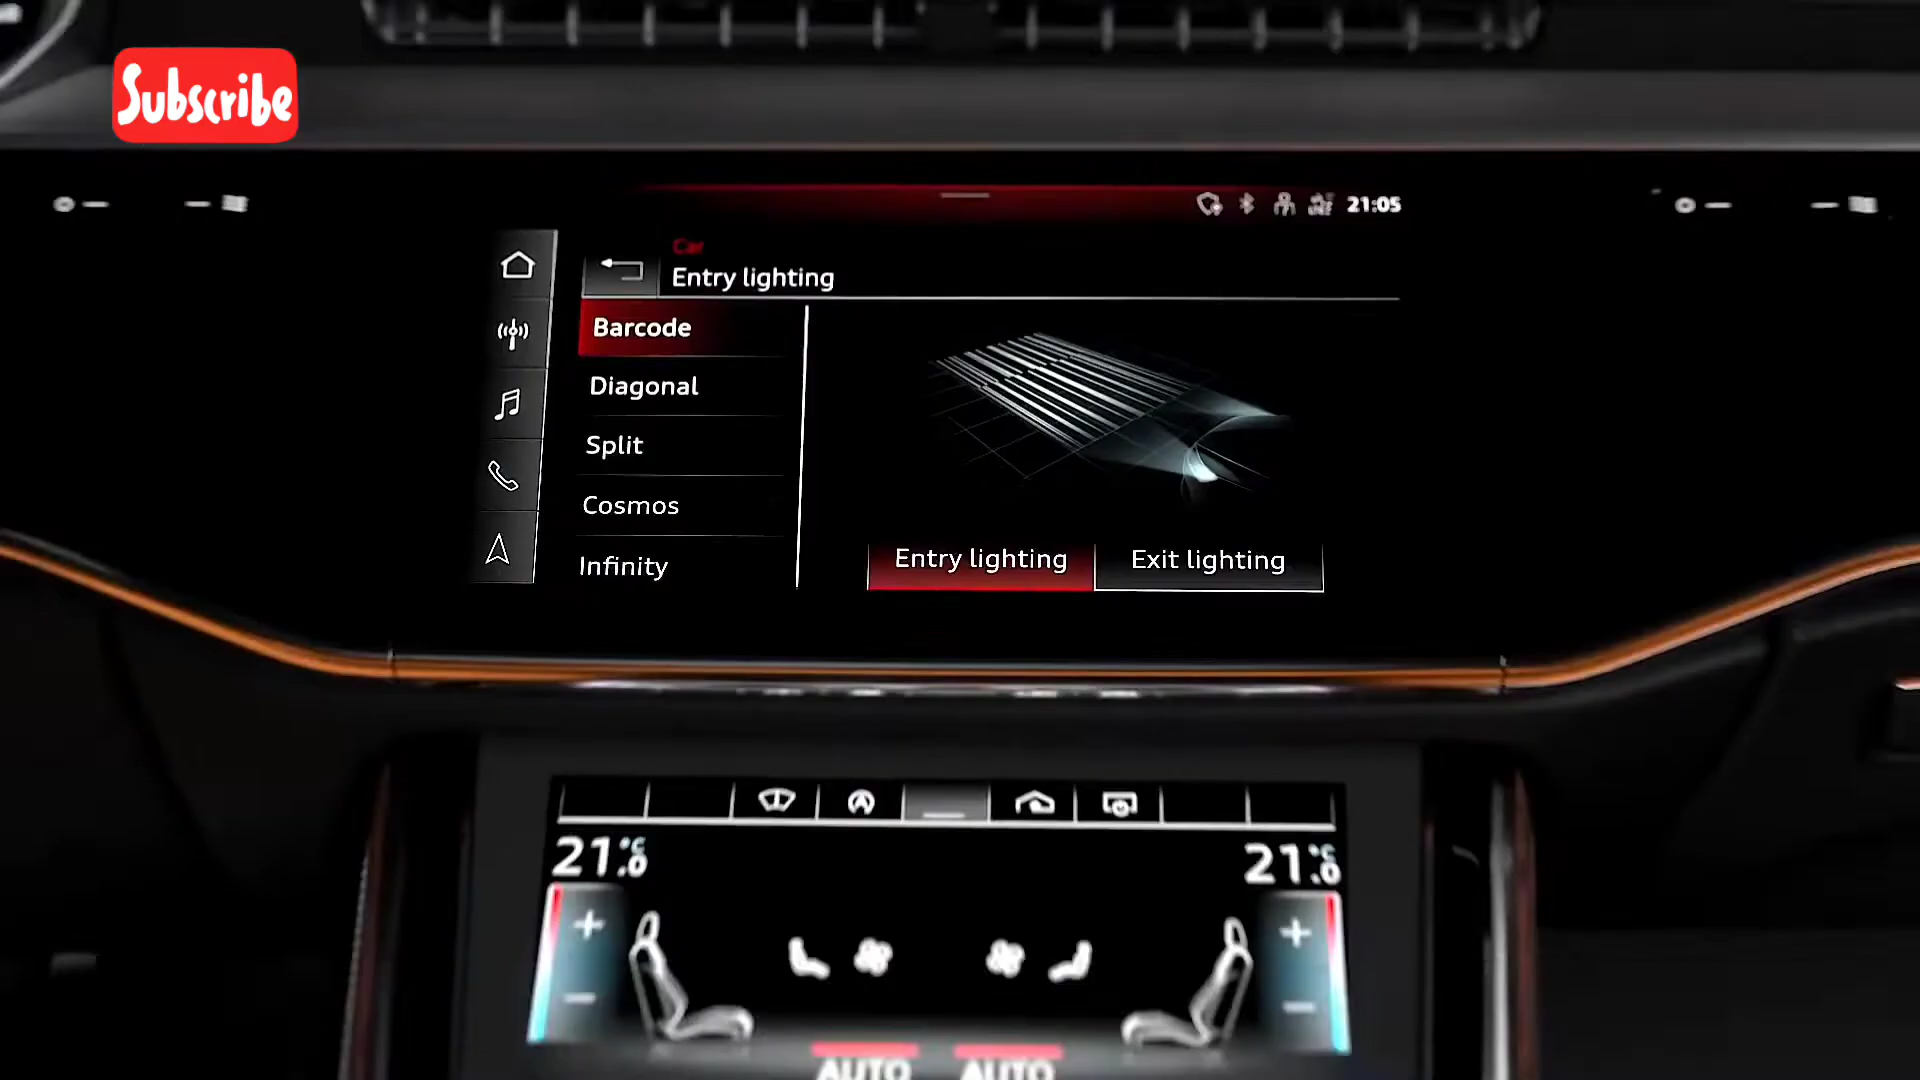 Subscribe
21:05
Car
Entry lighting
Barcode
Diagonal
Split
Cosmos
Infinity
Entry lighting
Exit lighting
21.0 °C
21.0 °C
AUTO
AUTO